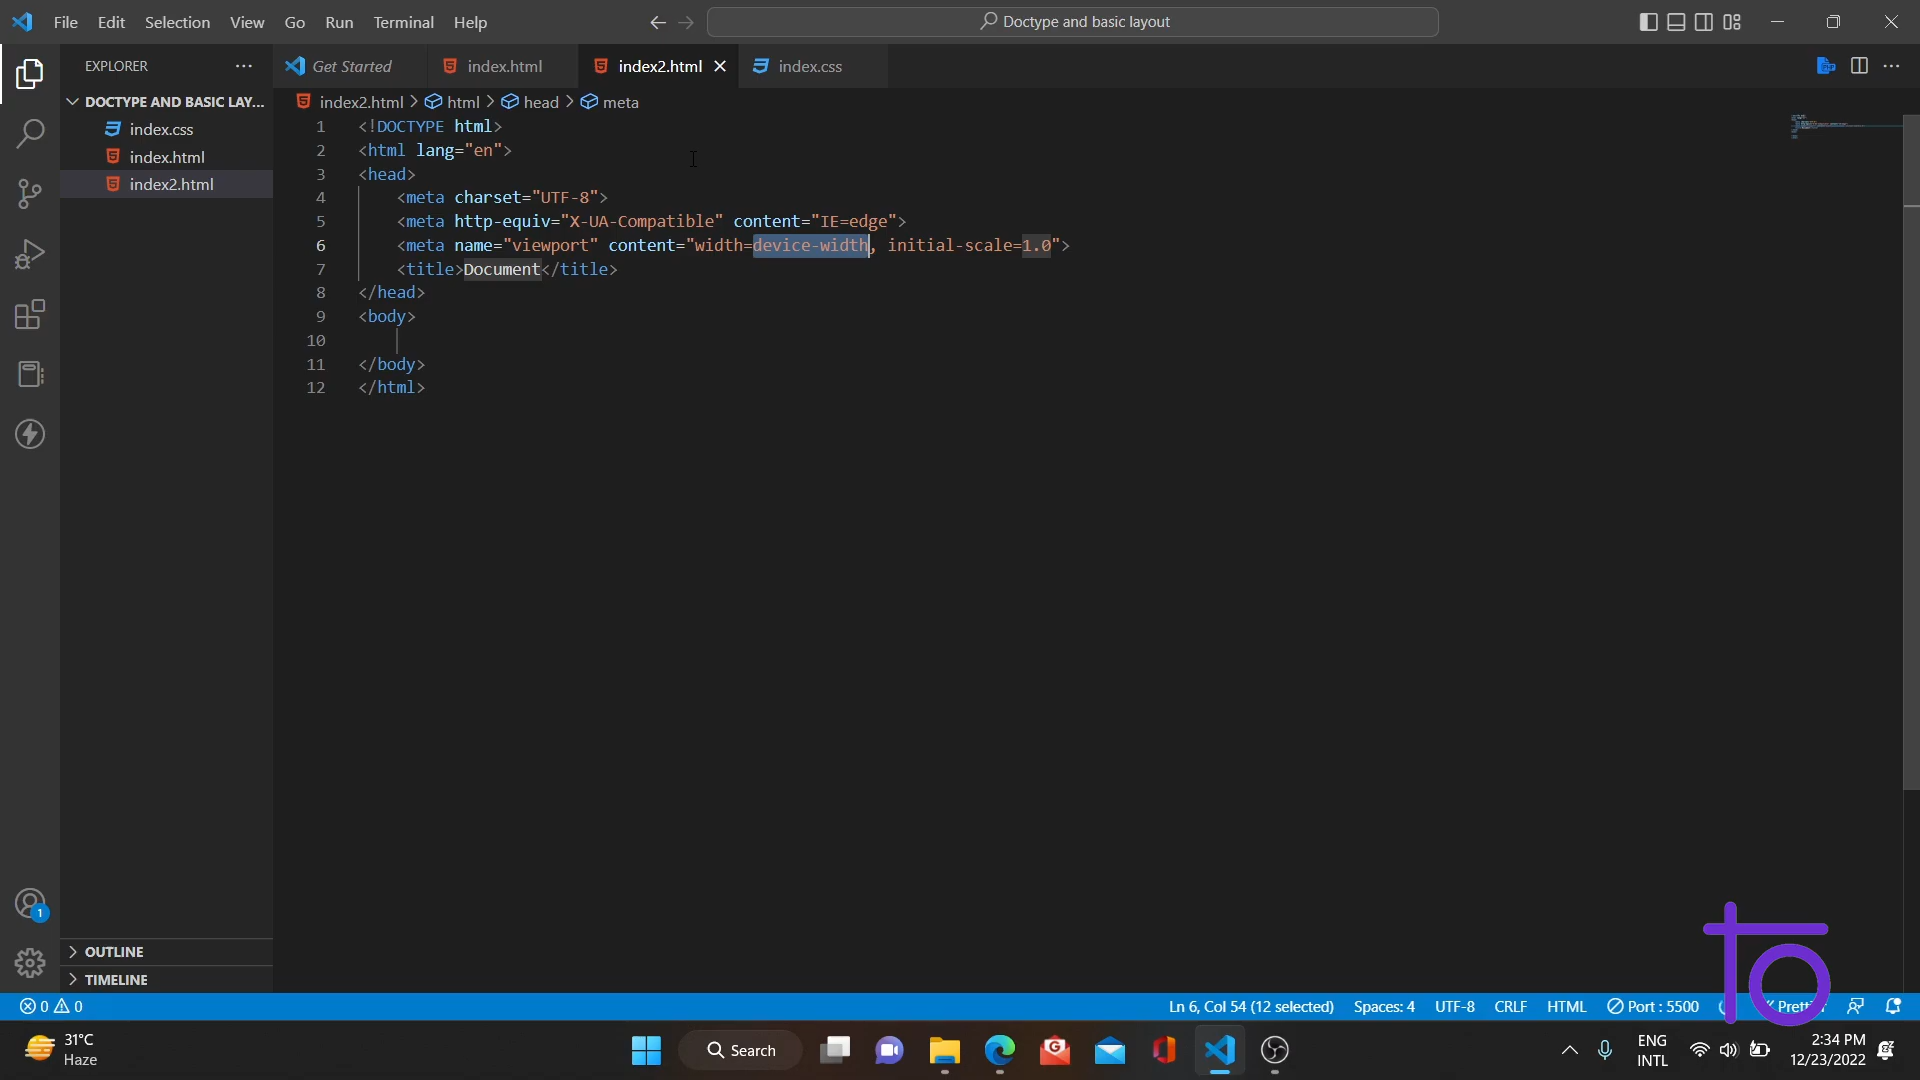 File Edit Selection View Go Run Terminal Help
Doctype and basic layout
EXPLORER
Get Started
index.html
index2.html
index.css
DOCTYPE AND BASIC LAY...
index.css
index.html
index2.html
index2.html > html > head > meta
1 <!DOCTYPE html>
2 <html lang="en">
3 <head>
4 <meta charset="UTF-8">
5 <meta http-equiv="X-UA-Compatible" content="IE=edge">
6 <meta name="viewport" content="width=device-width, initial-scale=1.0">
7 <title>Document</title>
8 </head>
9 <body>
10
11 </body>
12 </html>
1
OUTLINE
TIMELINE
0 0
Ln 6, Col 54 (12 selected) Spaces: 4 UTF-8 CRLF HTML Port : 5500
31°C
Haze
Search
ENG
INTL
2:34 PM
12/23/2022